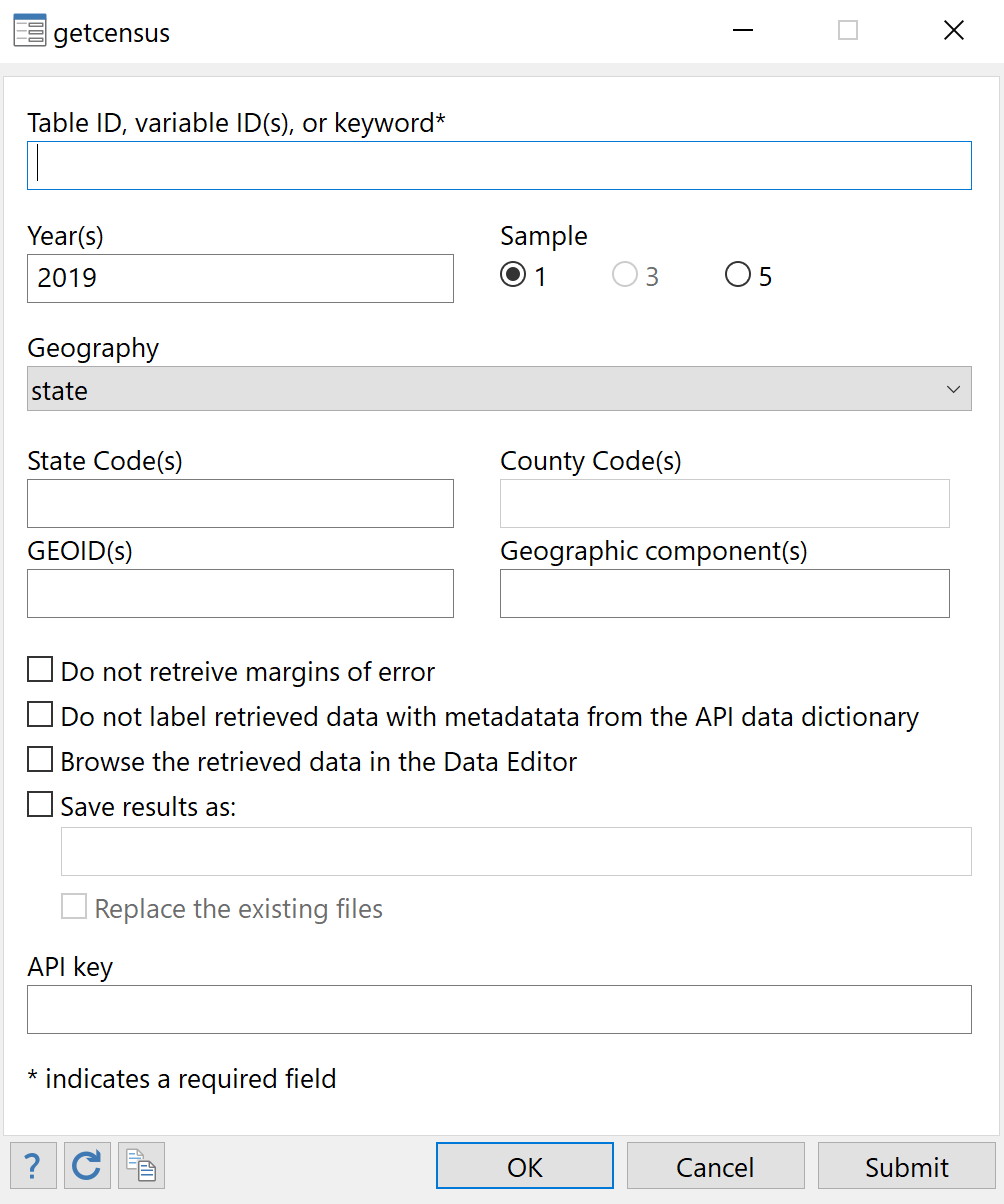 getcensus
Table ID, variable ID(s), or keyword*
Year(s)
Sample
2019
1
3
5
Geography
state
State Code(s)
County Code(s)
GEOID(s)
Geographic component(s)
Do not retreive margins of error
Do not label retrieved data with metadatata from the API data dictionary
Browse the retrieved data in the Data Editor
Save results as:
Replace the existing files
API key
* indicates a required field
?
OK
Cancel
Submit